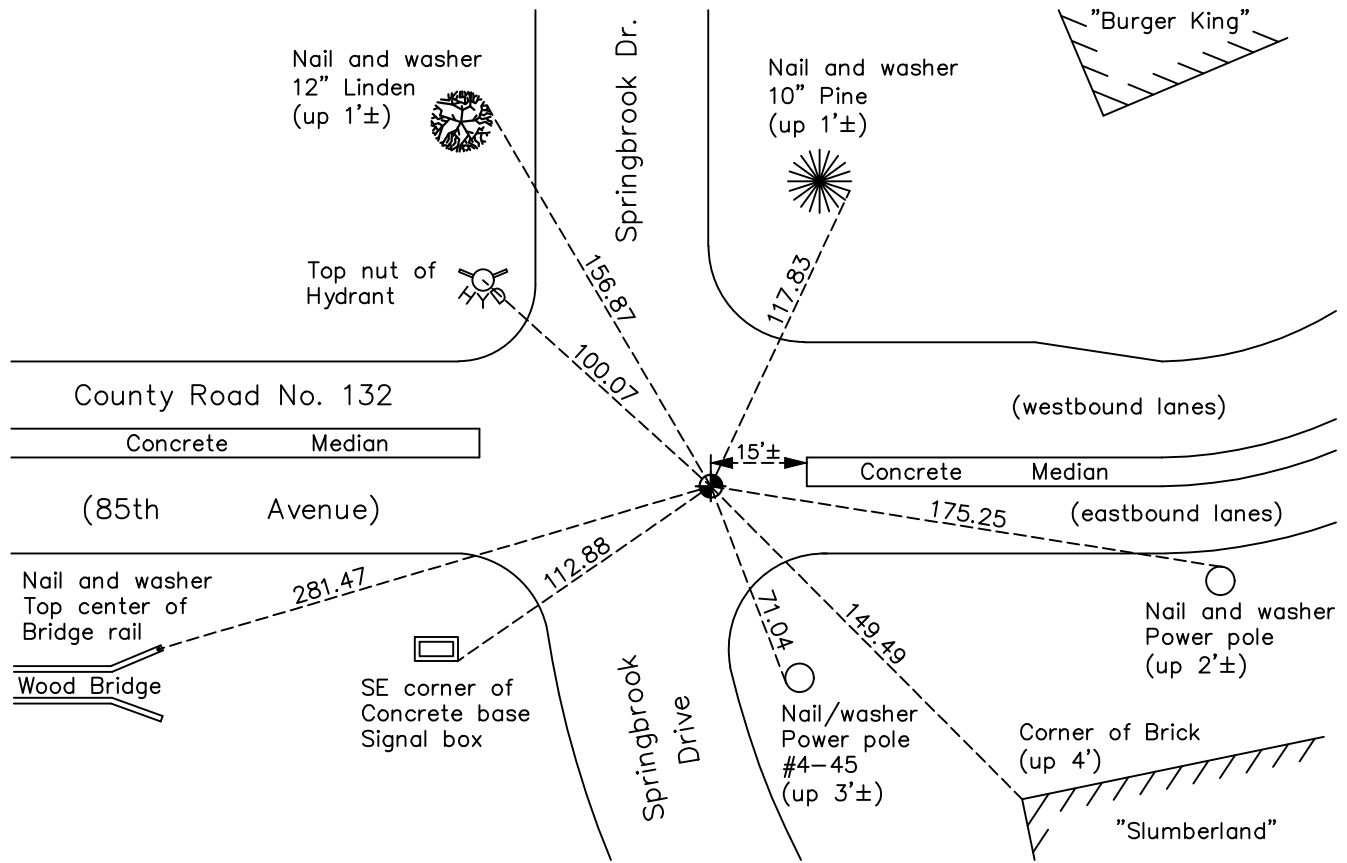 "Burger King"
Nail and washer
12" Linden
(up 1'±)
Springbrook Dr.
Nail and washer
10" Pine
(up 1'±)
Top nut of
Hydrant
HYD
156.87
117.83
100.07
County Road No. 132
(westbound lanes)
Concrete Median
15'±
Concrete Median
(85th Avenue)
175.25
(eastbound lanes)
Nail and washer
Top center of
Bridge rail
281.47
112.88
71.04
149.49
Nail and washer
Power pole
(up 2'±)
Wood Bridge
SE corner of
Concrete base
Signal box
Springbrook
Drive
Nail/washer
Power pole
#4-45
(up 3'±)
Corner of Brick
(up 4')
"Slumberland"